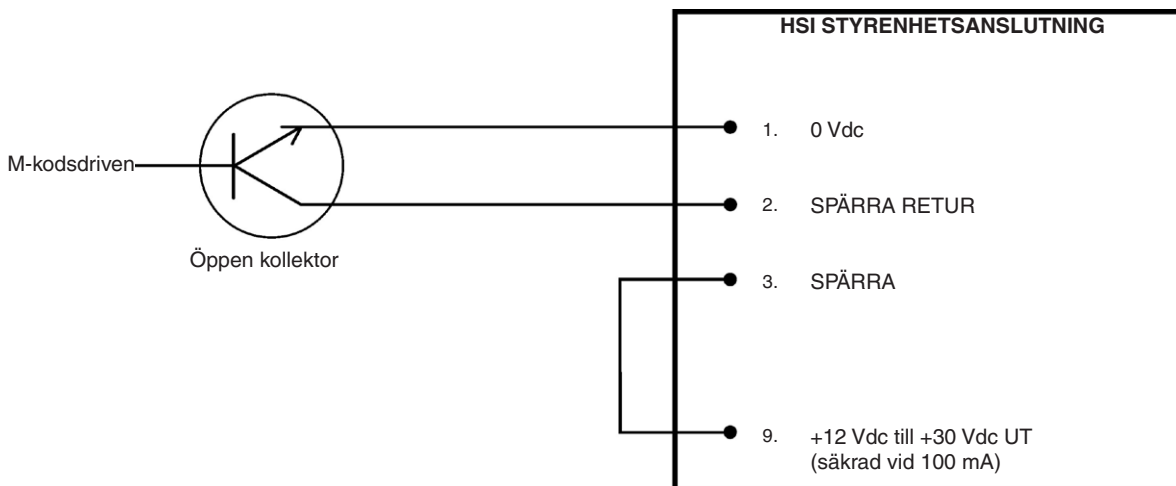 HSI STYRENHETSANSLUTNING
1. 0 Vdc
M-kodsdriven
2. SPÄRRA RETUR
Öppen kollektor
3. SPÄRRA
9. +12 Vdc till +30 Vdc UT
(säkrad vid 100 mA)